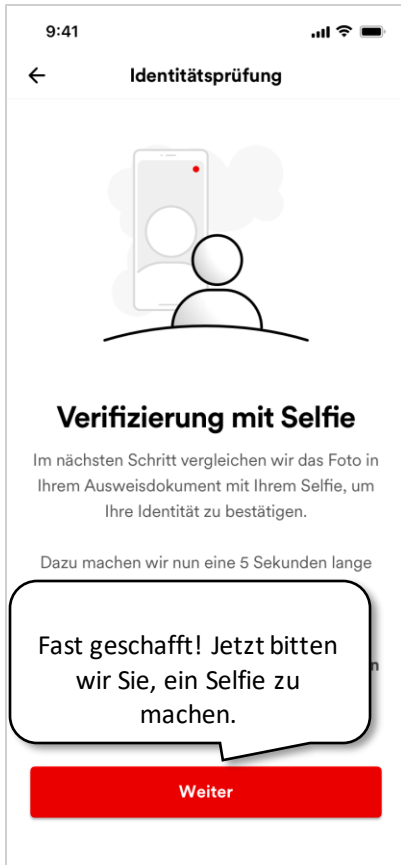 9:41
Identitätsprüfung
Verifizierung mit Selfie
Im nächsten Schritt vergleichen wir das Foto in
Ihrem Ausweisdokument mit Ihrem Selfie, um
Ihre Identität zu bestätigen.
Dazu machen wir nun eine 5 Sekunden lange
Fast geschafft! Jetzt bitten
wir Sie, ein Selfie zu
machen.
Weiter